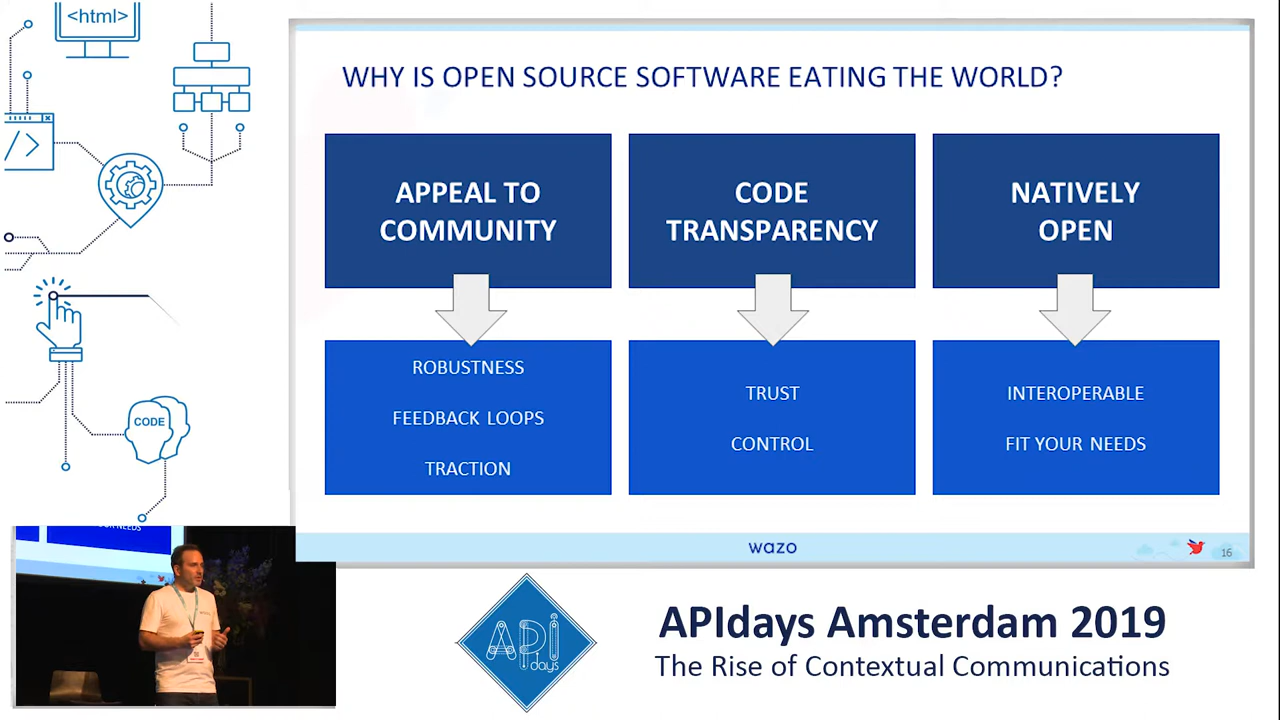 <html>
</>
CODE
WHY IS OPEN SOURCE SOFTWARE EATING THE WORLD?
APPEAL TO
COMMUNITY
CODE
TRANSPARENCY
NATIVELY
OPEN
ROBUSTNESS
FEEDBACK LOOPS
TRACTION
TRUST
CONTROL
INTEROPERABLE
FIT YOUR NEEDS
wazo
16
API
days
APIdays Amsterdam 2019
The Rise of Contextual Communications